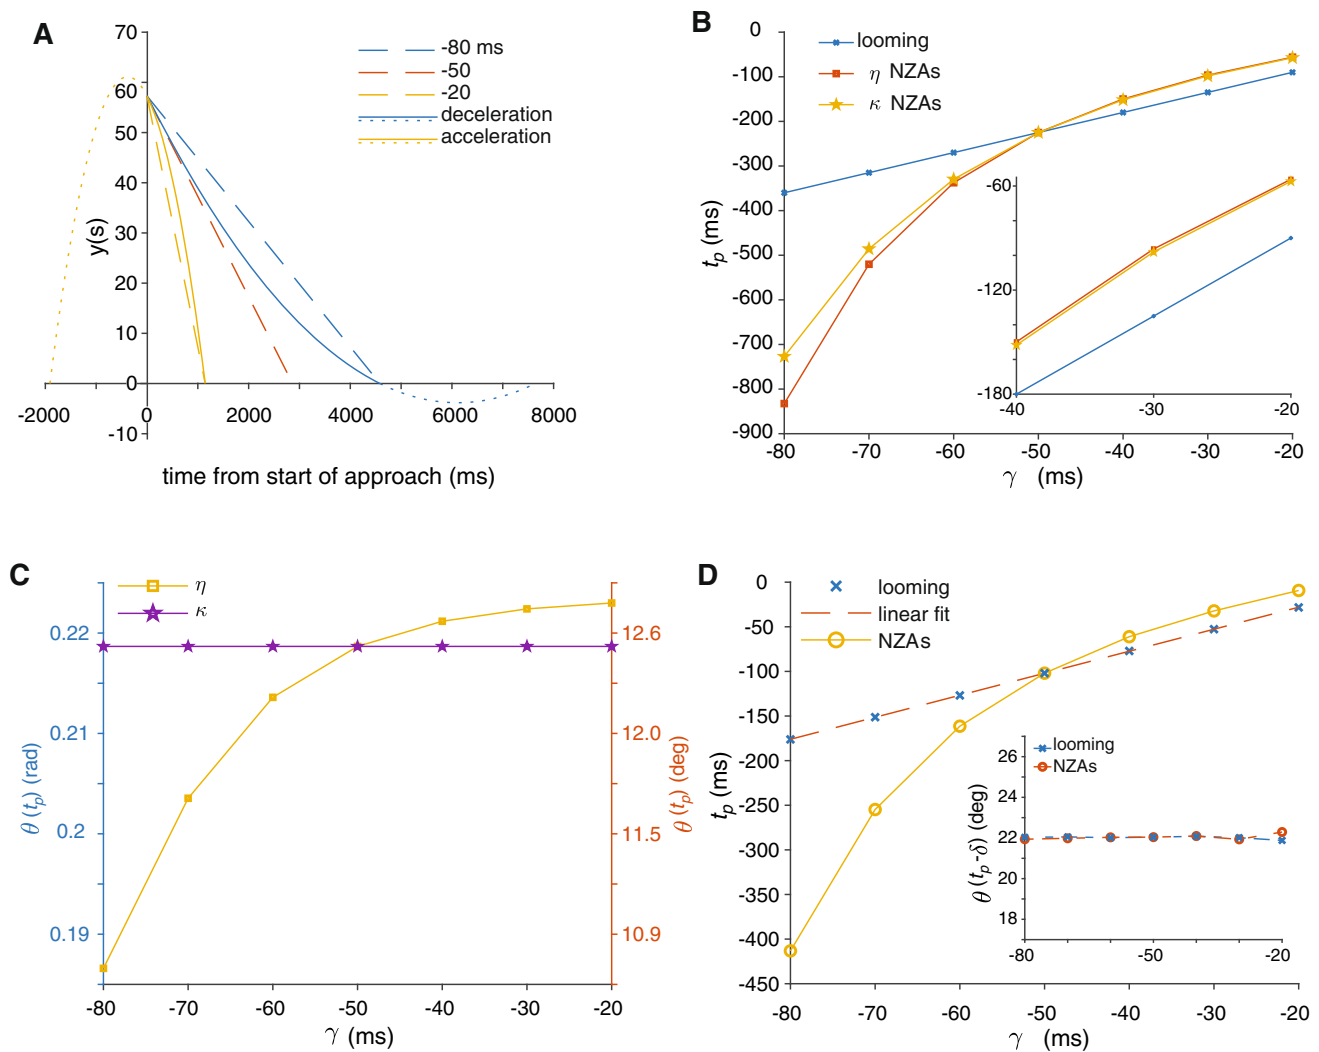 A
70
60
50
40
30
20
10
0
-10
y(s)
-2000 0 2000 4000 6000 8000
time from start of approach (ms)
-80 ms
-50
-20
deceleration
acceleration
B
0
-100
-200
-300
-400
-500
-600
-700
-800
-900
t_p (ms)
looming
η NZAs
κ NZAs
-60
-120
-180
-40 -30 -20
-80 -70 -60 -50 -40 -30 -20
γ (ms)
C
η
κ
0.22
0.21
0.2
0.19
θ (t_p) (rad)
12.6
12.0
11.5
10.9
θ (t_p) (deg)
-80 -70 -60 -50 -40 -30 -20
γ (ms)
D
0
-50
-100
-150
-200
-250
-300
-350
-400
-450
t_p (ms)
looming
linear fit
NZAs
looming
NZAs
26
24
22
20
18
θ (t_p-δ) (deg)
-80 -50 -20
-80 -70 -60 -50 -40 -30 -20
γ (ms)